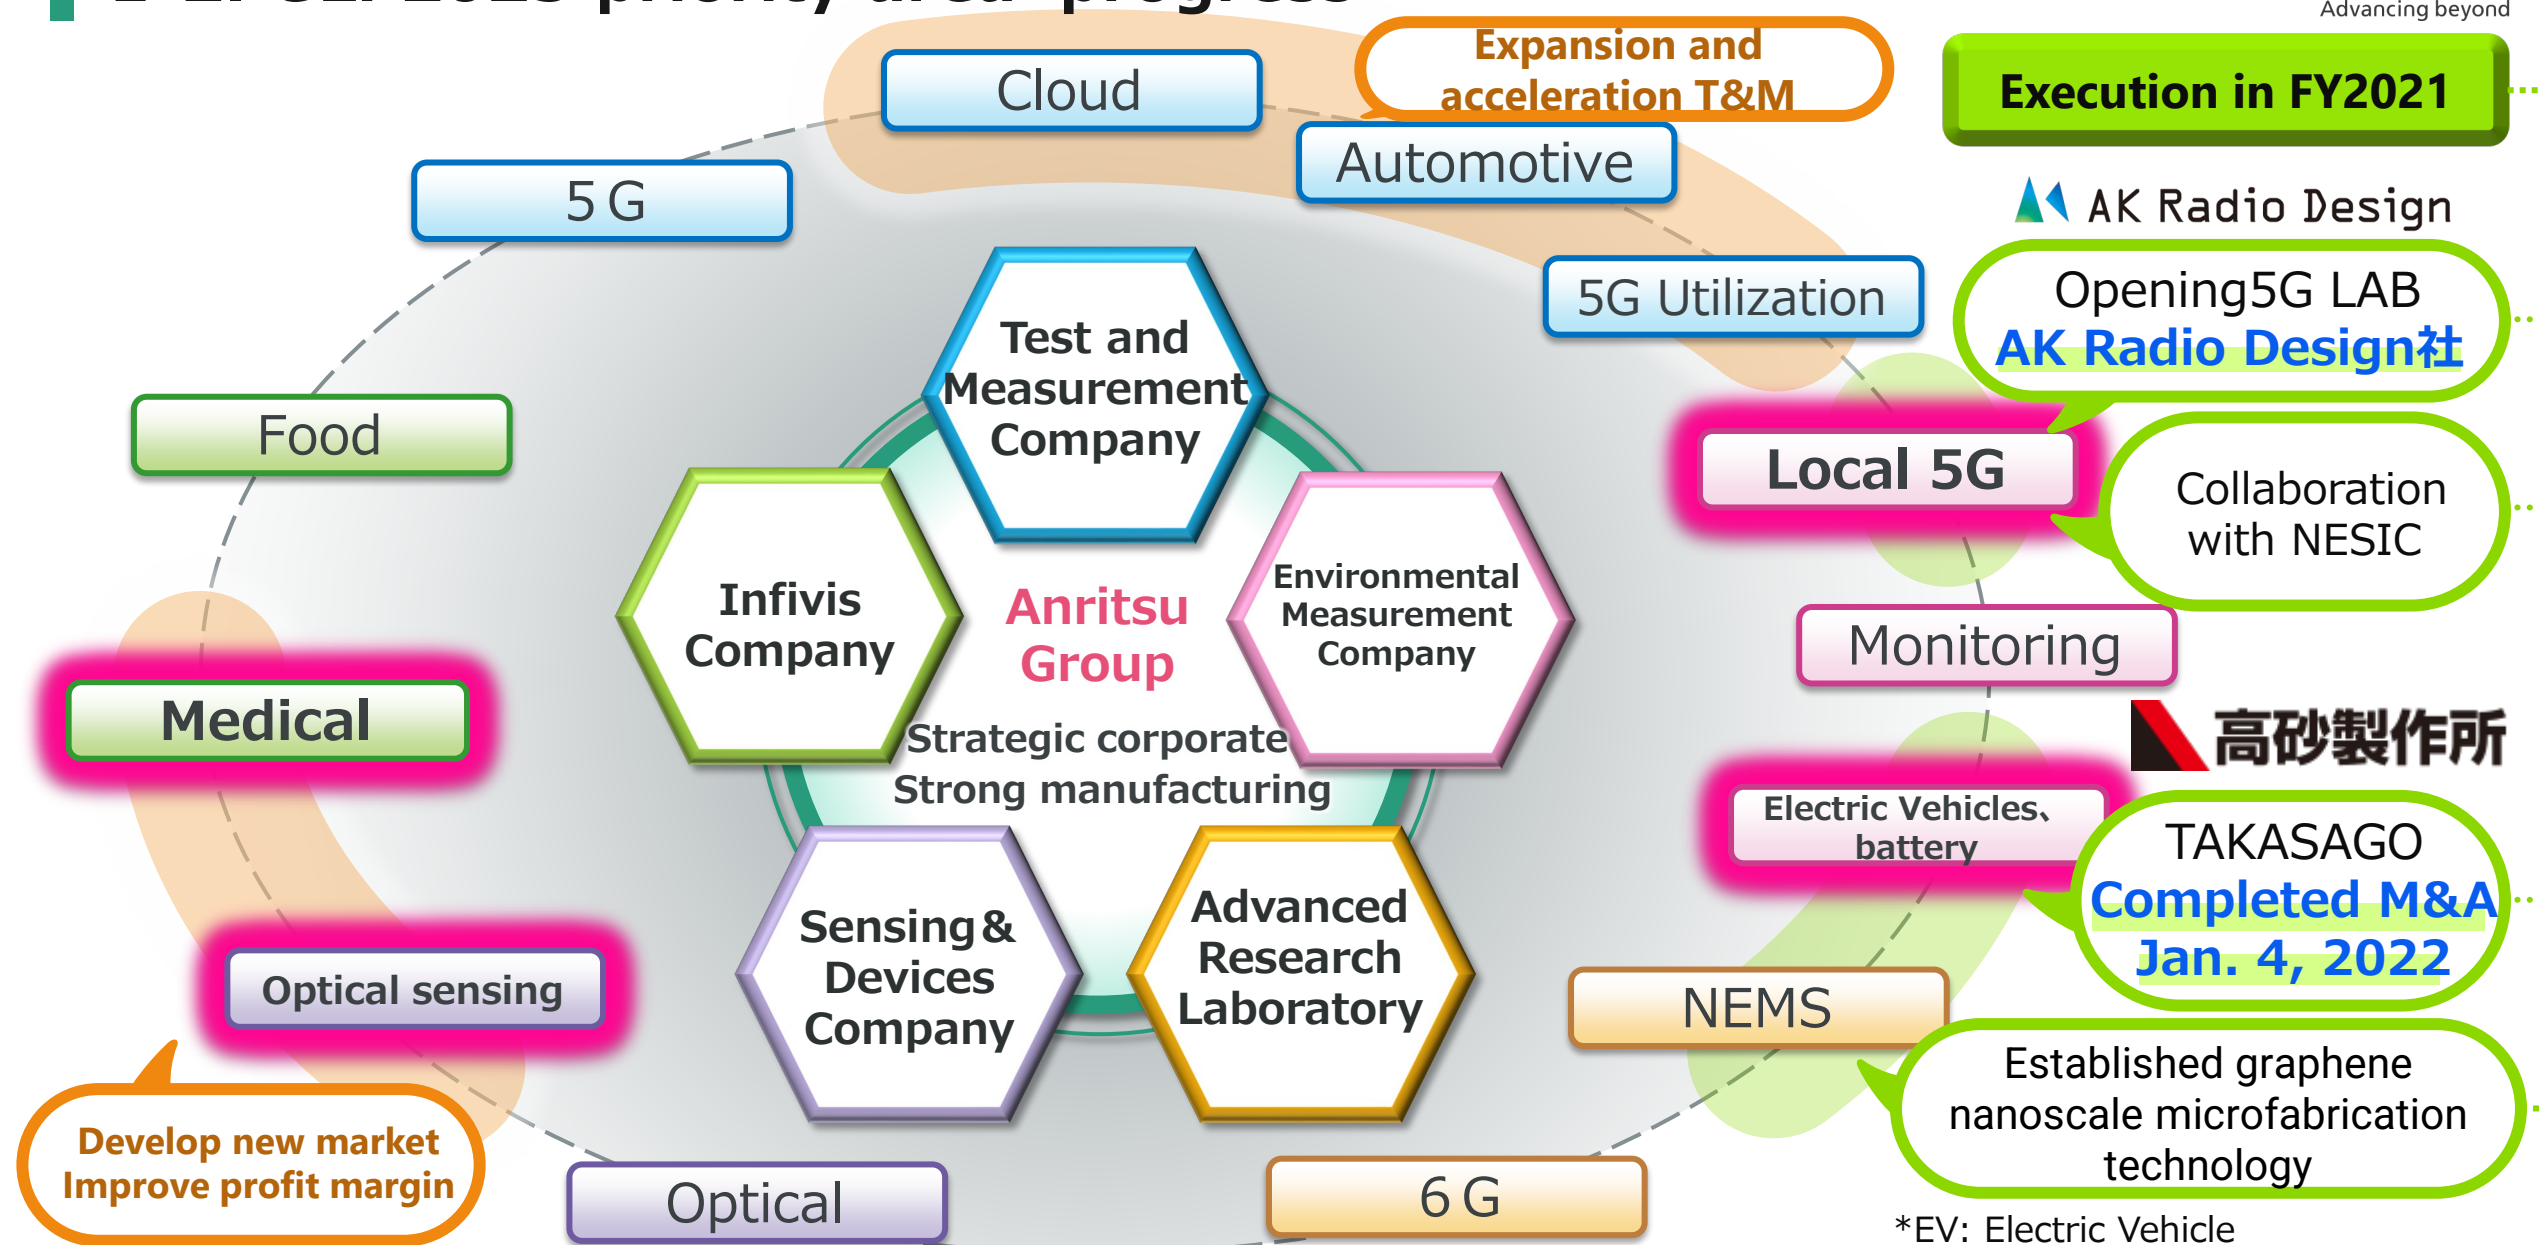 Advancing beyond
Cloud
Expansion and
acceleration T&M
Execution in FY2021
Automotive
5G
AK Radio Design
5G Utilization
Opening5G LAB
AK Radio Design社
Test and
Measurement
Company
Food
Local 5G
Collaboration
with NESIC
Infivis
Company
Anritsu
Group
Environmental
Measurement
Company
Monitoring
Medical
Strategic corporate
Strong manufacturing
高砂製作所
Electric Vehicles、
battery
TAKASAGO
Completed M&A
Jan. 4, 2022
Optical sensing
Sensing&
Devices
Company
Advanced
Research
Laboratory
NEMS
Established graphene
nanoscale microfabrication
technology
Develop new market
Improve profit margin
Optical
6G
*EV: Electric Vehicle